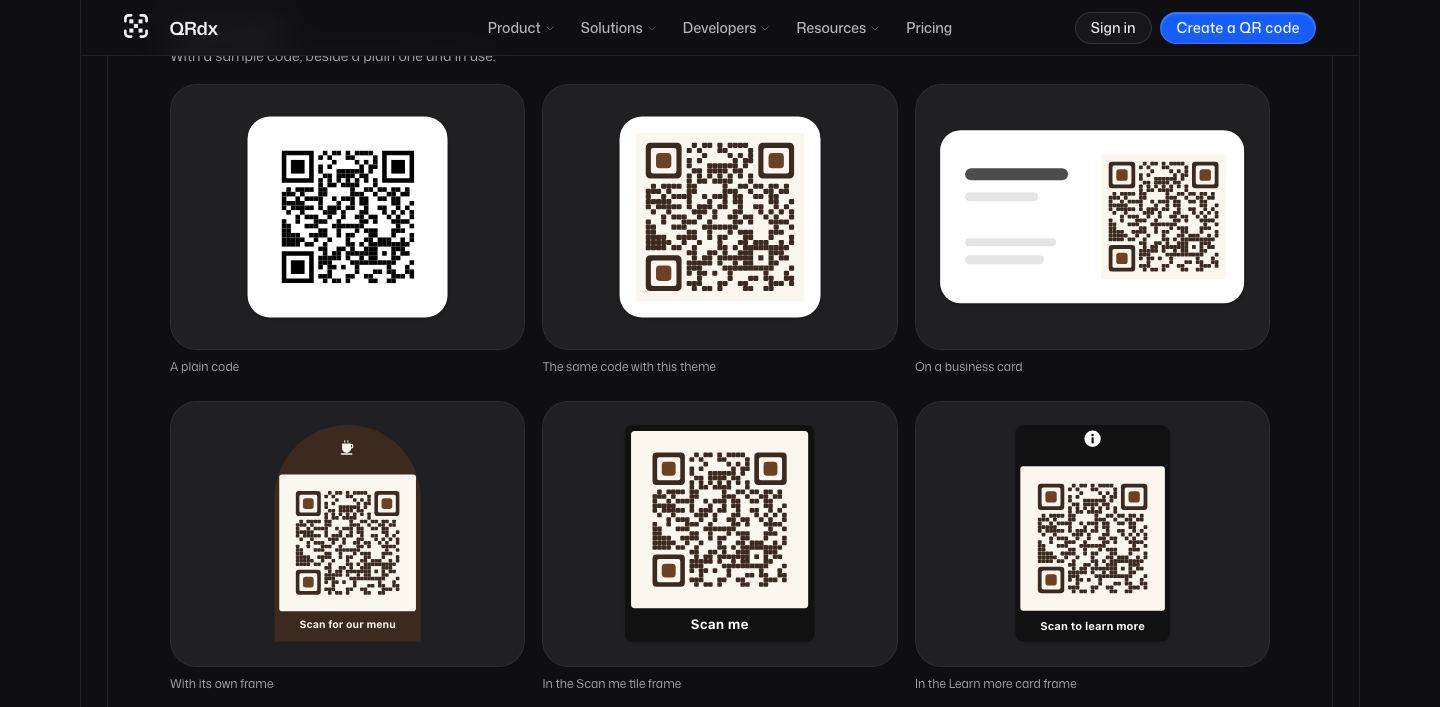 QRdx
Product
Solutions
Developers
Resources
Pricing
Sign in
Create a QR code
With a sample code, beside a plain one and in use.
A plain code
The same code with this theme
On a business card
Scan for our menu
Scan me
Scan to learn more
With its own frame
In the Scan me tile frame
In the Learn more card frame